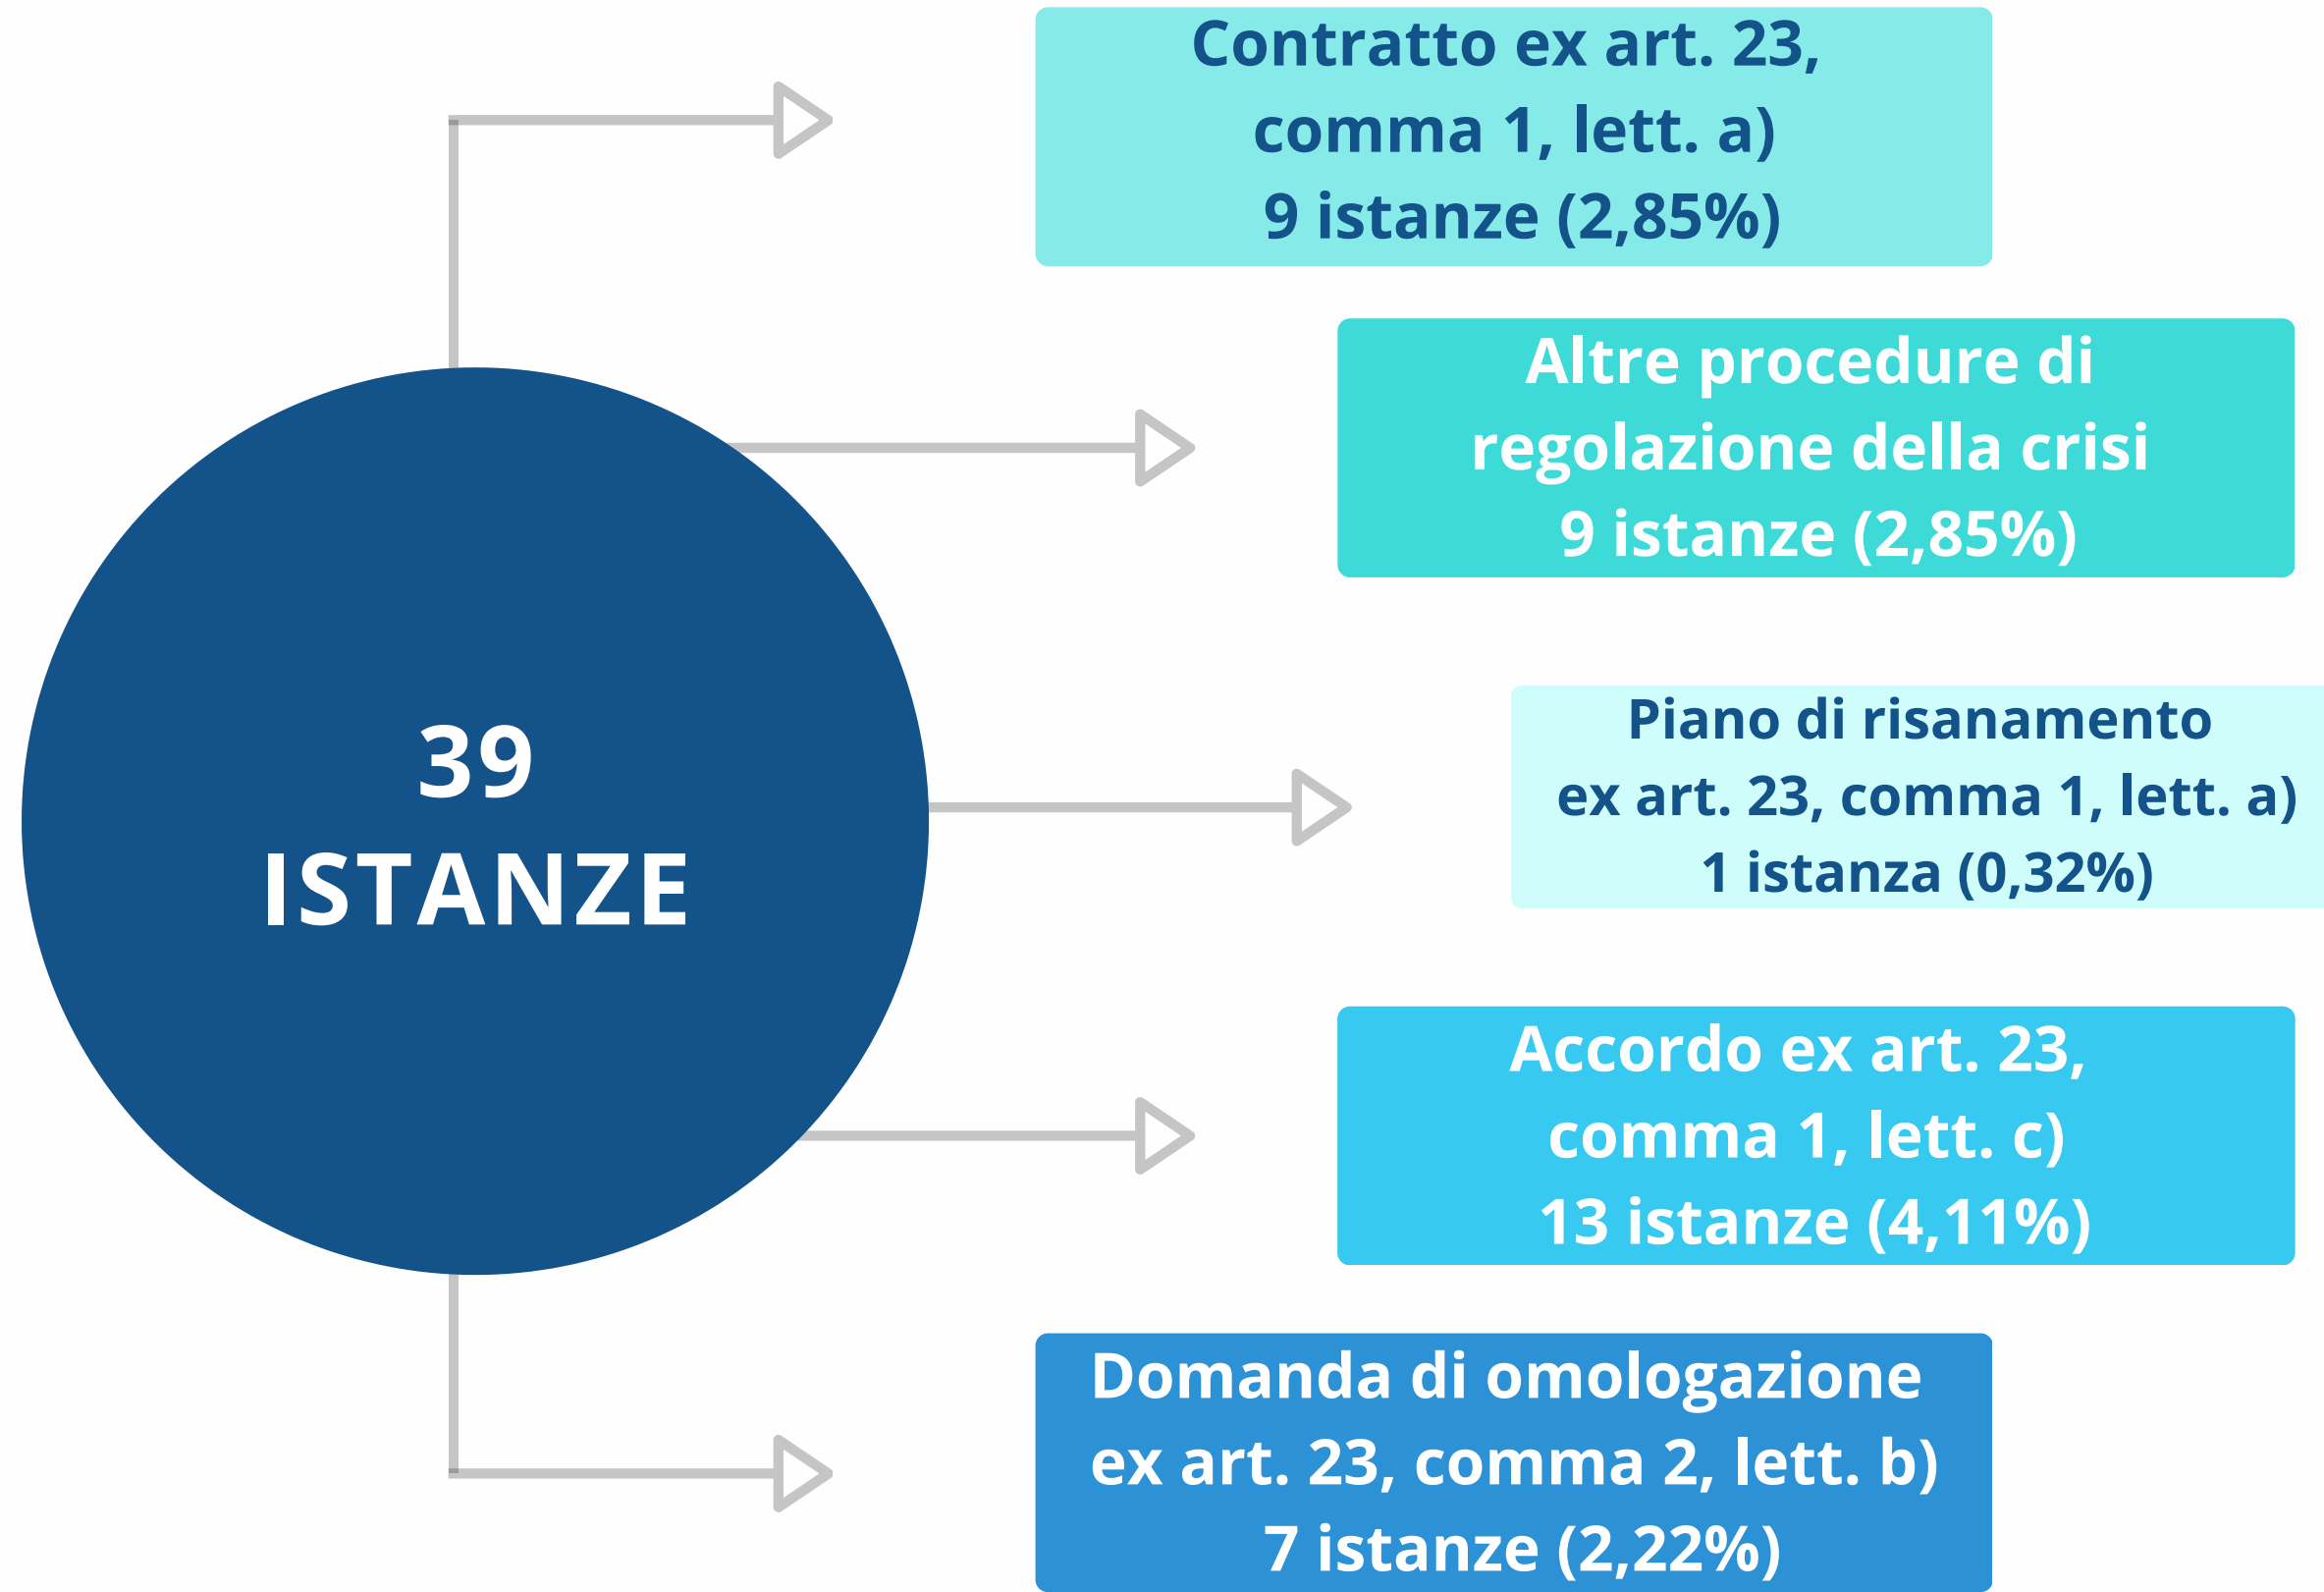 Contratto ex art. 23,
comma 1, lett. a)
9 istanze (2,85%)
Altre procedure di
regolazione della crisi
9 istanze (2,85%)
39
ISTANZE
Piano di risanamento
ex art. 23, comma 1, lett. a)
1 istanza (0,32%)
Accordo ex art. 23,
comma 1, lett. c)
13 istanze (4,11%)
Domanda di omologazione
ex art. 23, comma 2, lett. b)
7 istanze (2,22%)